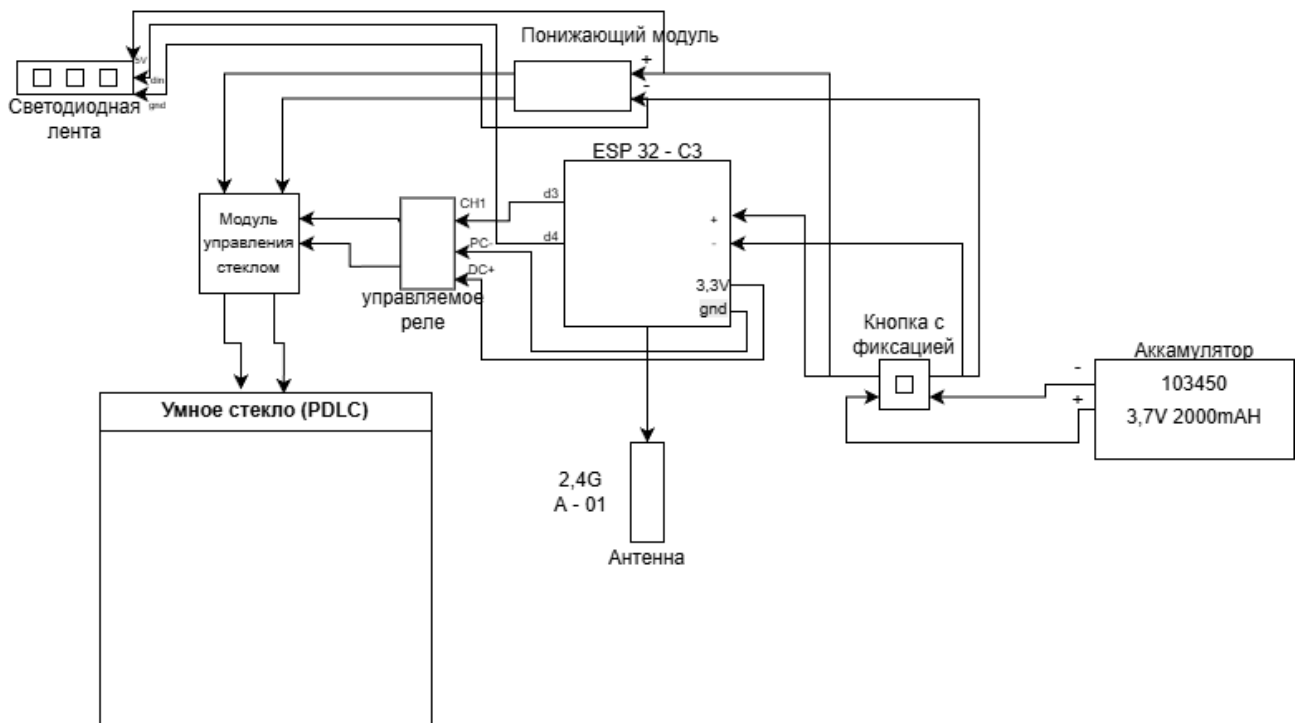 Понижающий модуль
+
-
5V
din
gnd
Светодиодная
лента
ESP 32 - C3
d3
d4
+
-
3,3V
gnd
CH1
PC-
DC+
Модуль
управления
стеклом
управляемое
реле
Кнопка с
фиксацией
Аккамулятор
-
+
103450
3,7V 2000mAH
Умное стекло (PDLC)
2,4G
A - 01
Антенна